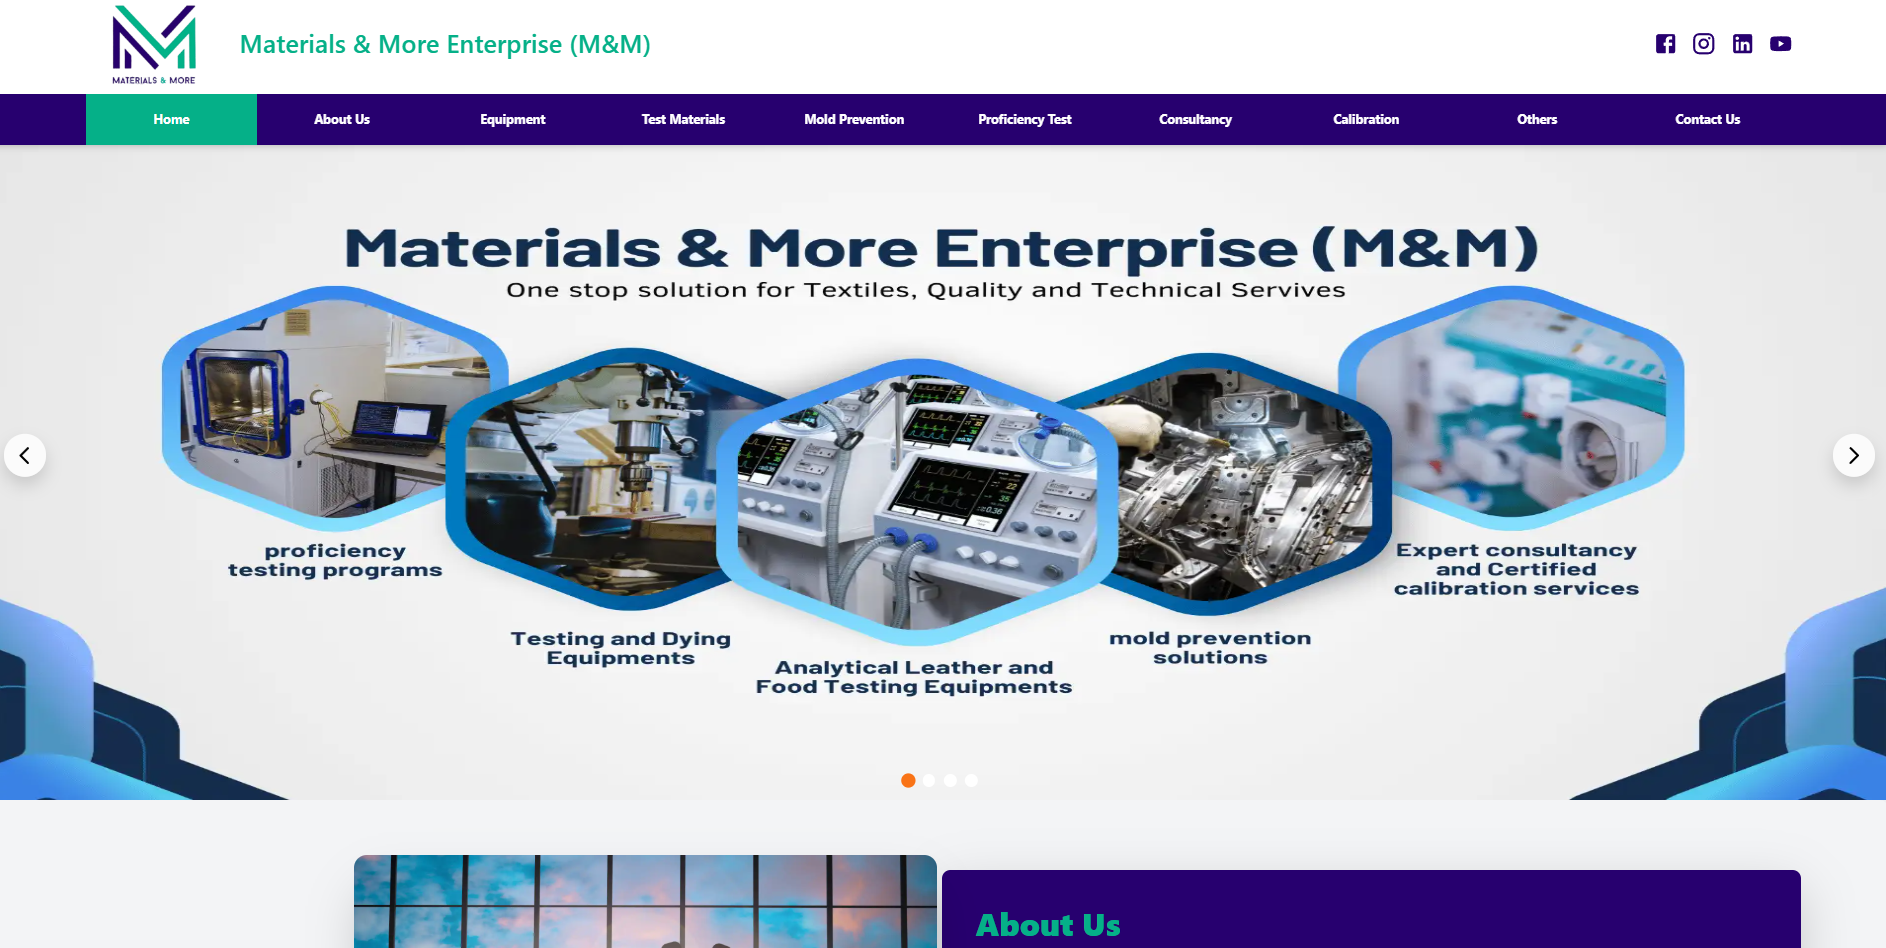 MATERIALS & MORE
Materials & More Enterprise (M&M)
Home About Us Equipment Test Materials Mold Prevention Proficiency Test Consultancy Calibration Others Contact Us
Materials & More Enterprise (M&M)
One stop solution for Textiles, Quality and Technical Servives
proficiency
testing programs
Testing and Dying
Equipments
Analytical Leather and
Food Testing Equipments
mold prevention
solutions
Expert consultancy
and Certified
calibration services
About Us